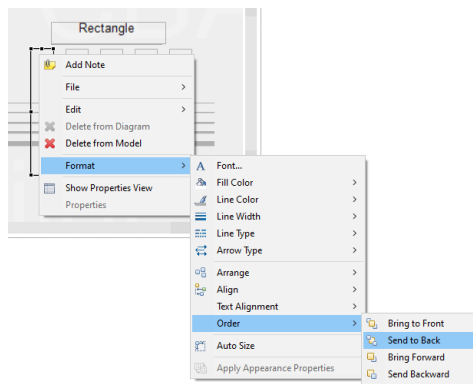 Rectangle
Add Note
File
Edit
Delete from Diagram
Delete from Model
Format
Show Properties View
Properties
A Font...
Fill Color
Line Color
Line Width
Line Type
Arrow Type
Arrange
Align
Text Alignment
Order
Auto Size
Apply Appearance Properties
Bring to Front
Send to Back
Bring Forward
Send Backward